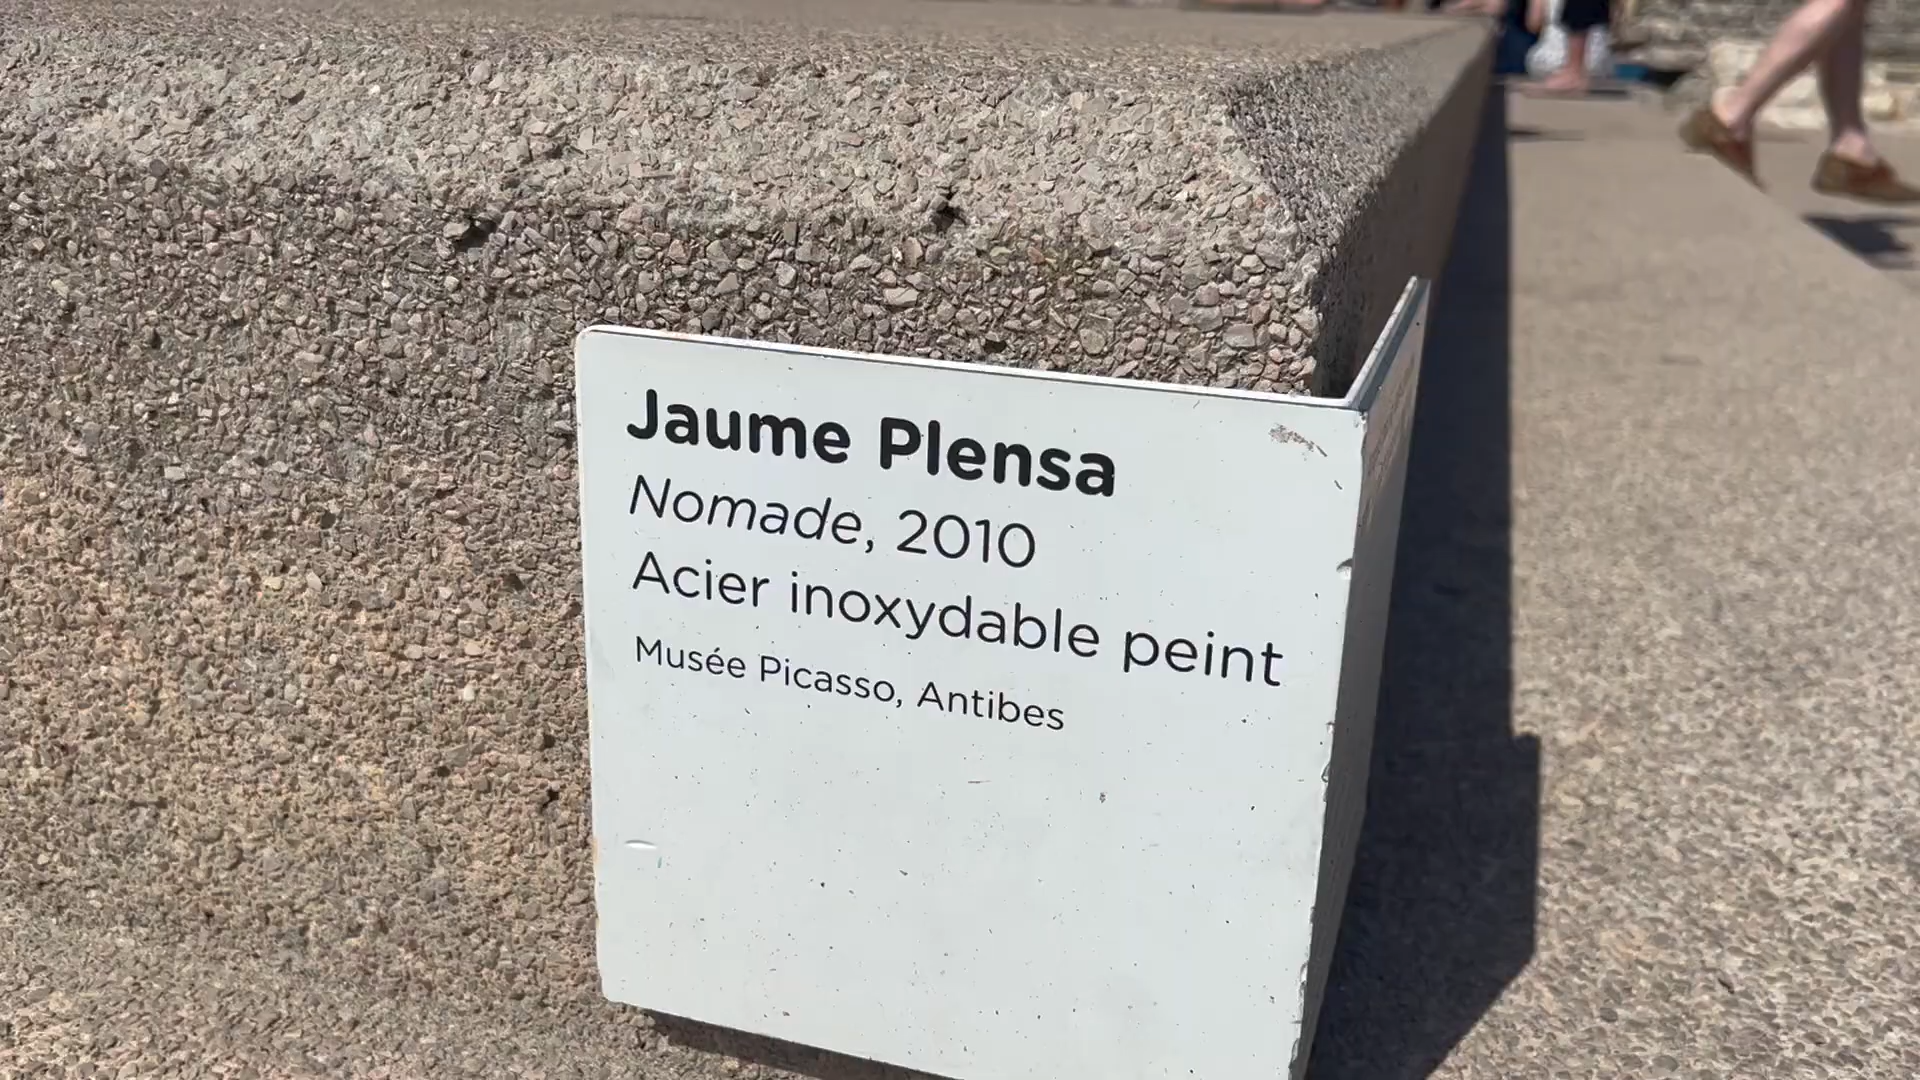 Jaume Plensa
Nomade, 2010
Acier inoxydable peint
Musée Picasso, Antibes